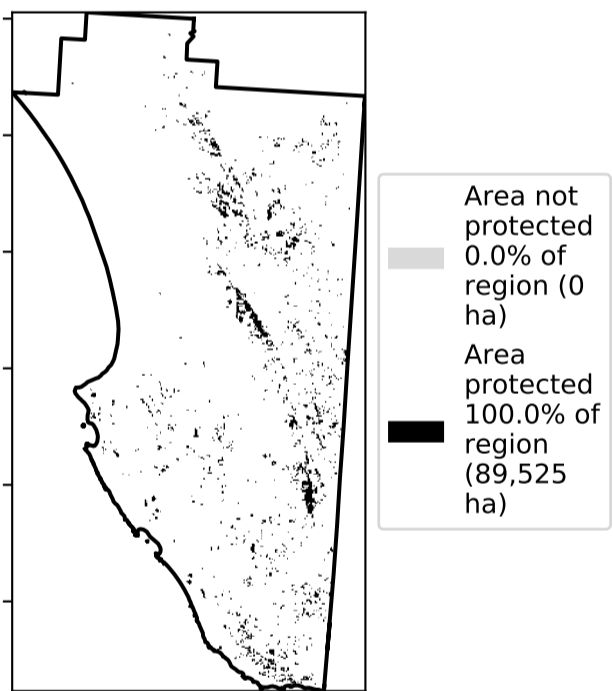 Area not
protected
0.0% of
region (0
ha)
Area
protected
100.0% of
region
(89,525
ha)